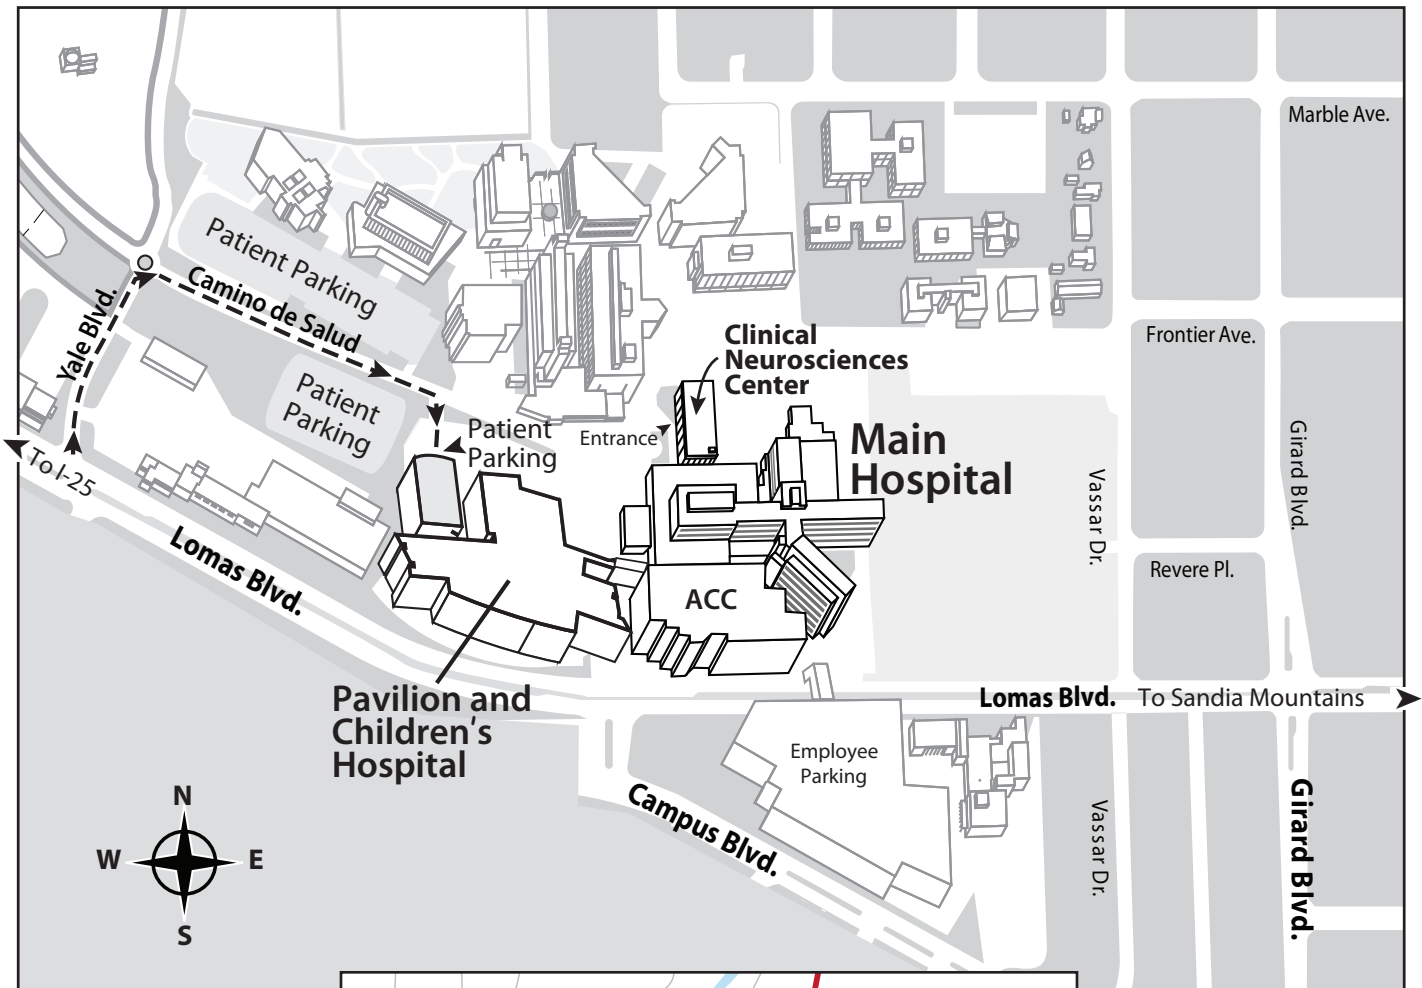 Marble Ave.
Patient Parking
Camino de Salud
Yale Blvd.
Frontier Ave.
Clinical
Neurosciences
Center
Patient
Parking
Patient
Parking
Entrance
Main
Hospital
Girard Blvd.
To I-25
Vassar Dr.
Lomas Blvd.
Revere Pl.
ACC
Pavilion and
Children's
Hospital
Lomas Blvd. To Sandia Mountains
Employee
Parking
Campus Blvd.
Vassar Dr.
Girard Blvd.
N
W E
S